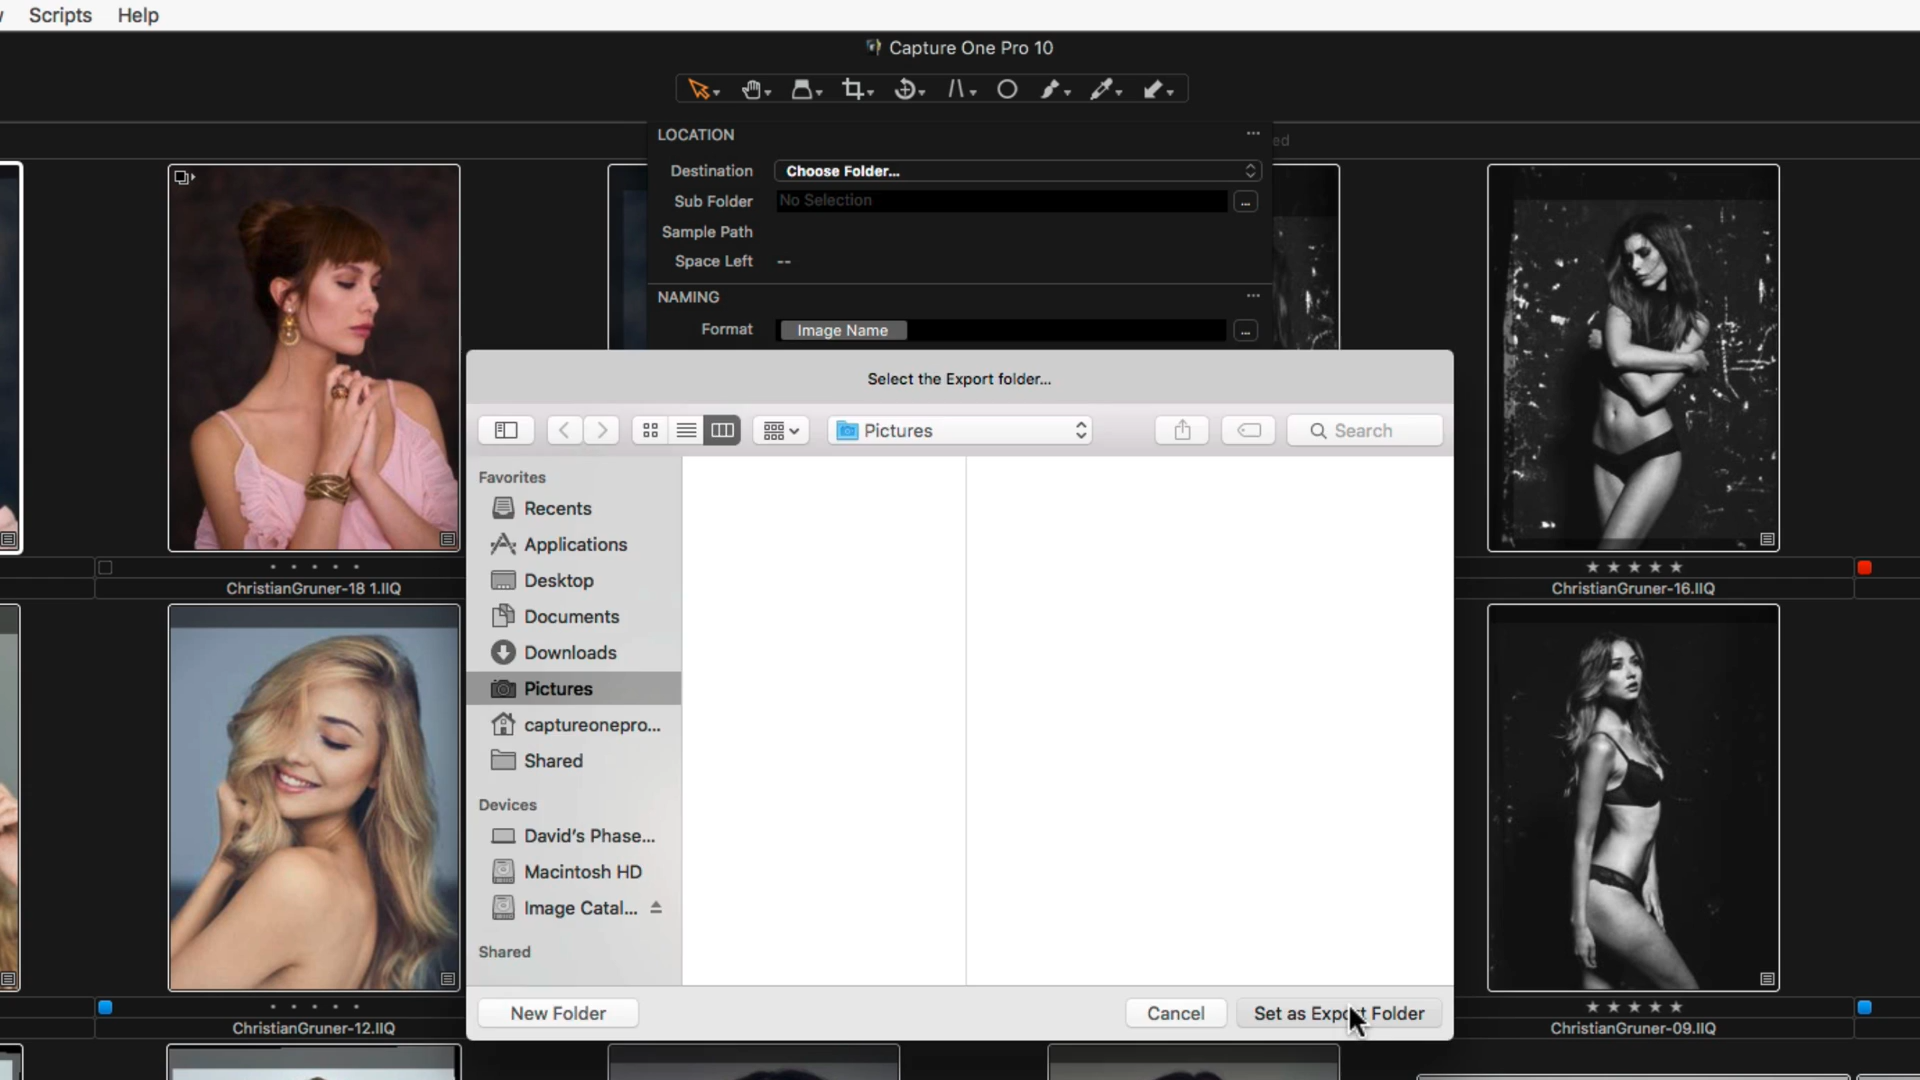 Scripts Help
Capture One Pro 10
LOCATION ...
Destination Choose Folder...
Sub Folder No Selection ...
Sample Path
Space Left --
NAMING ...
Format Image Name ...
Select the Export folder...
Pictures
Search
Favorites
Recents
Applications
Desktop
Documents
Downloads
Pictures
captureonepro...
Shared
Devices
David's Phase...
Macintosh HD
Image Catal...
Shared
New Folder
Cancel
Set as Export Folder
ChristianGruner-18 1.IIQ
ChristianGruner-16.IIQ
ChristianGruner-12.IIQ
ChristianGruner-09.IIQ